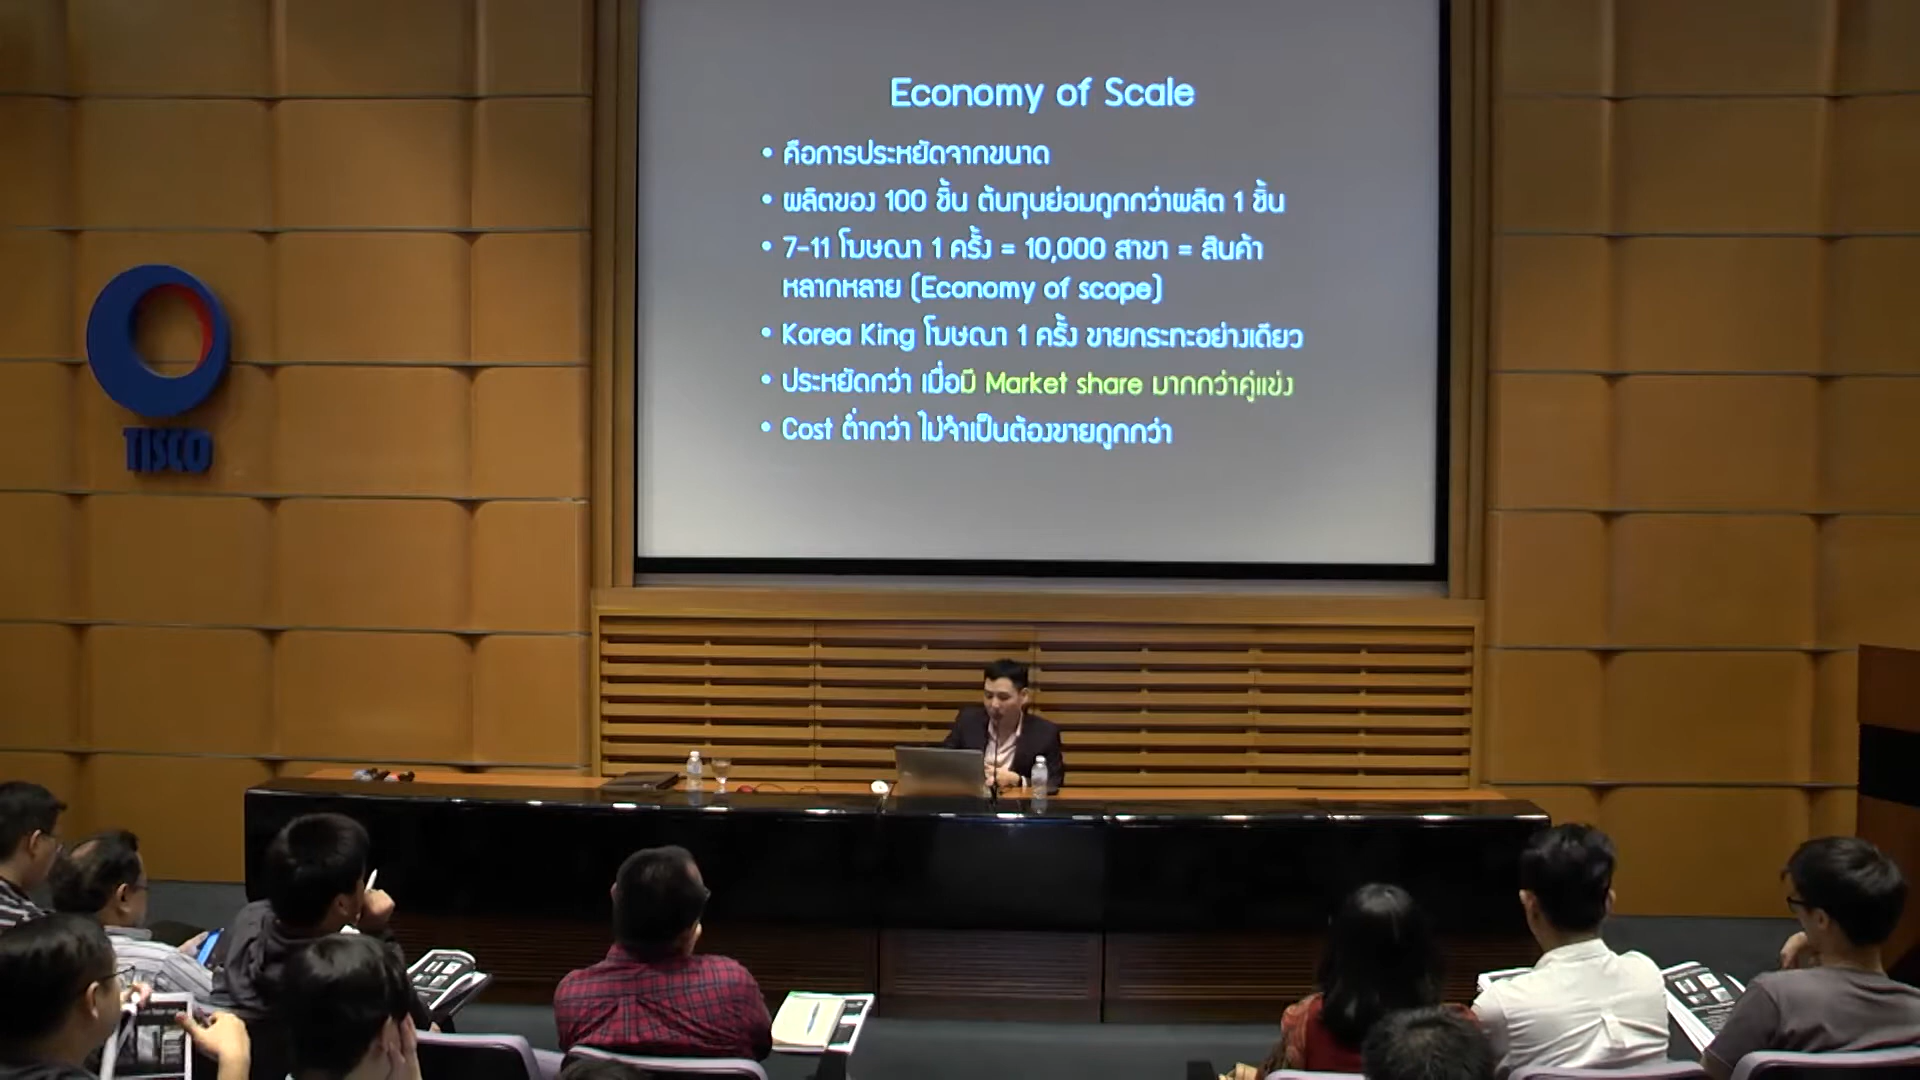 Economy of Scale
• คือการประหยัดจากขนาด
• ผลิตของ 100 ชิ้น ต้นทุนย่อมถูกกว่าผลิต 1 ชิ้น
• 7-11 โฆษณา 1 ครั้ง = 10,000 สาขา = สินค้า
หลากหลาย (Economy of scope)
• Korea King โฆษณา 1 ครั้ง ขายกระทะอย่างเดียว
• ประหยัดกว่า เมื่อมี Market share มากกว่าคู่แข่ง
• Cost ต่ำกว่า ไม่จำเป็นต้องขายถูกกว่า
TISCO